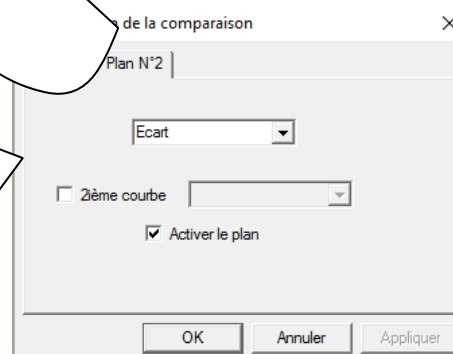 de la comparaison
Plan N°2
Ecart
2ième courbe
Activer le plan
OK Annuler Appliquer